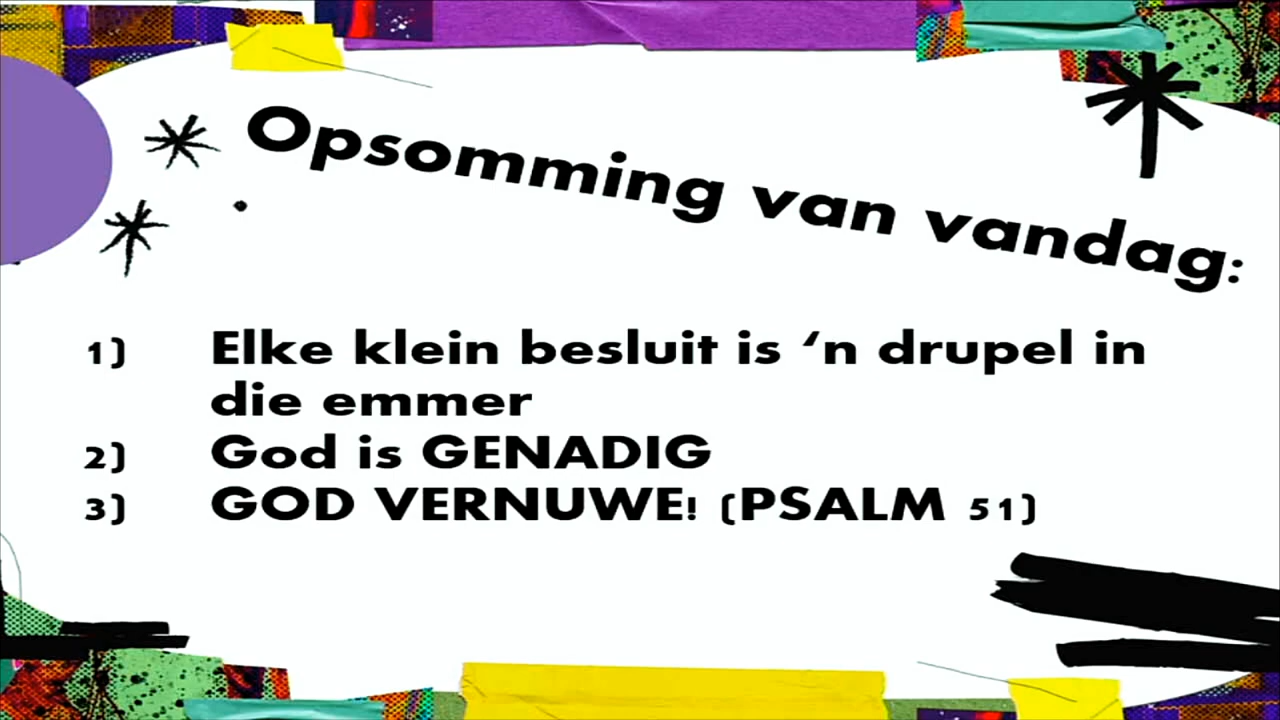 Opsomming van vandag:
1) Elke klein besluit is ‘n drupel in
die emmer
2) God is GENADIG
3) GOD VERNUWE! (PSALM 51)